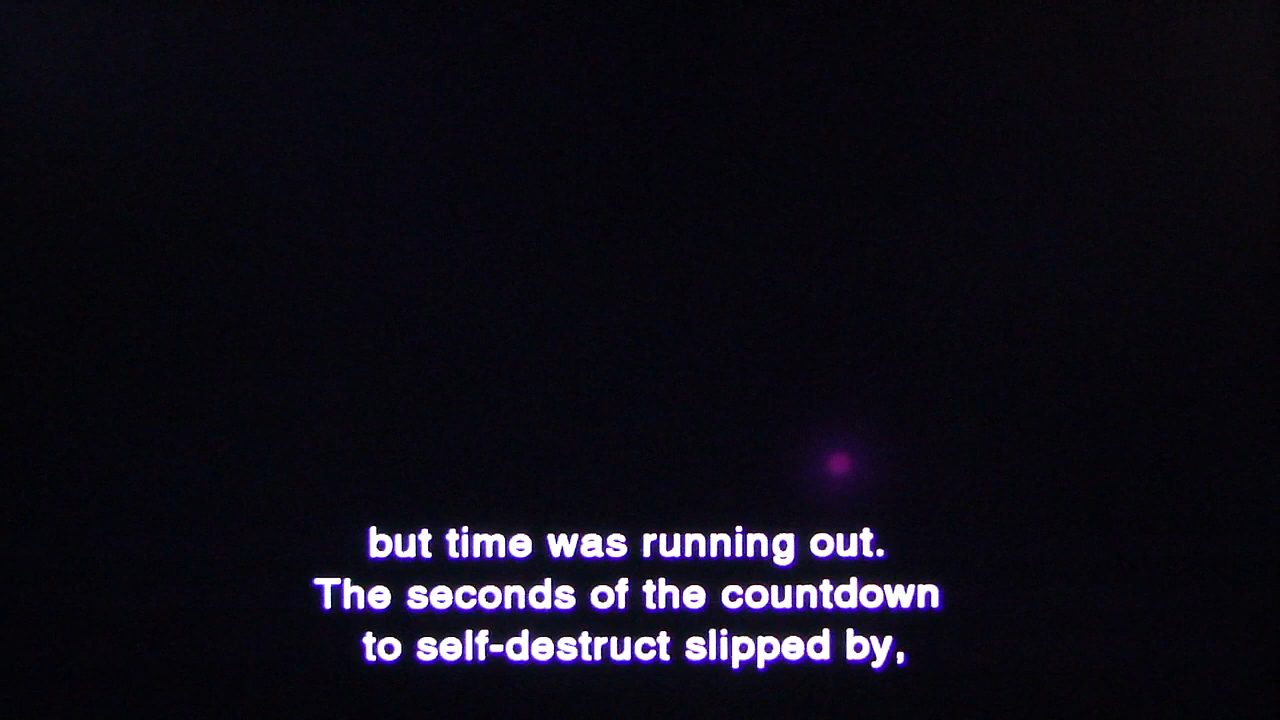 but time was running out.
The seconds of the countdown
to self-destruct slipped by,